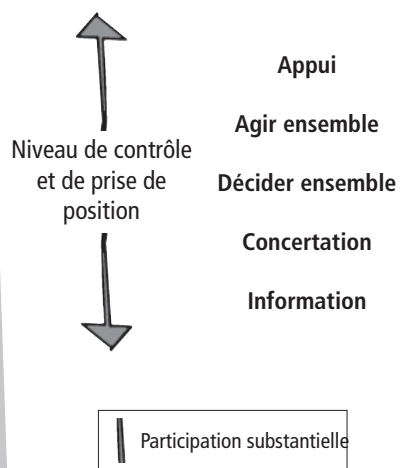 Appui
Agir ensemble
Niveau de contrôle
et de prise de
position
Décider ensemble
Concertation
Information
Participation substantielle